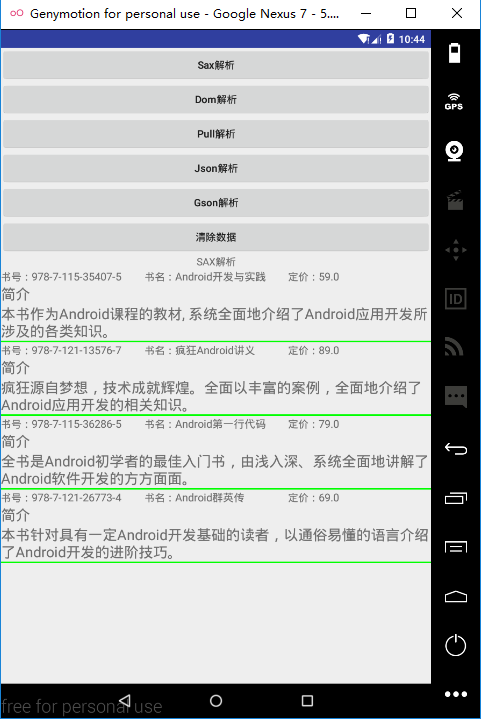 Genymotion for personal use - Google Nexus 7 - 5....
10:44
Sax解析
Dom解析
Pull解析
Json解析
Gson解析
清除数据
SAX解析
书号：978-7-115-35407-5 书名：Android开发与实践 定价：59.0
简介
本书作为Android课程的教材, 系统全面地介绍了Android应用开发所
涉及的各类知识。
书号：978-7-121-13576-7 书名：疯狂Android讲义 定价：89.0
简介
疯狂源自梦想，技术成就辉煌。全面以丰富的案例，全面地介绍了
Android应用开发的相关知识。
书号：978-7-115-36286-5 书名：Android第一行代码 定价：79.0
简介
全书是Android初学者的最佳入门书，由浅入深、系统全面地讲解了
Android软件开发的方方面面。
书号：978-7-121-26773-4 书名：Android群英传 定价：69.0
简介
本书针对具有一定Android开发基础的读者，以通俗易懂的语言介绍
了Android开发的进阶技巧。
free for personal use
GPS
ID